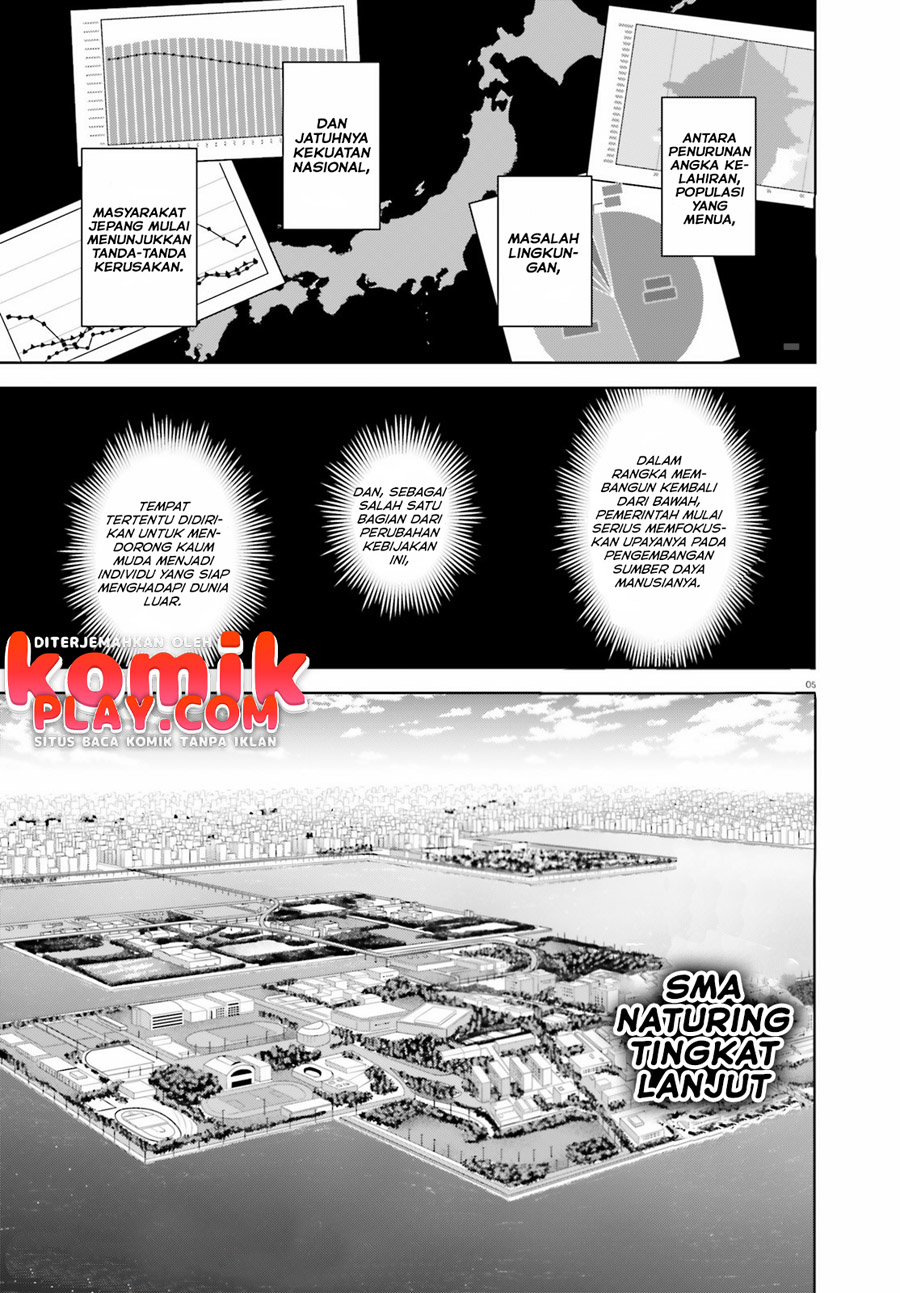 ANTARA
PENURUNAN
ANGKA KE-
LAHIRAN,
POPULASI
YANG
MENUA,
MASALAH
LINGKU-
NGAN,
DAN
JATUHNYA
KEKUATAN
NASIONAL,
MASYARAKAT
JEPANG MULAI
MENUNJUKKAN
TANDA-TANDA
KERUSAKAN.
DALAM
RANGKA MEM-
BANGUN KEMBALI
DARI BAWAH,
PEMERINTAH MULAI
SERIUS MEMFOKUS-
KAN UPAYANYA PADA
PENGEMBANGAN
SUMBER DAYA
MANUSIANYA.
DAN, SEBAGAI
SALAH SATU
BAGIAN DARI
PERUBAHAN
KEBIJAKAN
INI,
TEMPAT
TERTENTU DIDIRI-
KAN UNTUK MEN-
DORONG KAUM
MUDA MENJADI
INDIVIDU YANG SIAP
MENGHADAPI DUNIA
LUAR.
DITERJEMAHKAN OLEH
komik
PLAY.COM
SITUS BACA KOMIK TANPA IKLAN
05
SMA
NATURING
TINGKAT
LANJUT